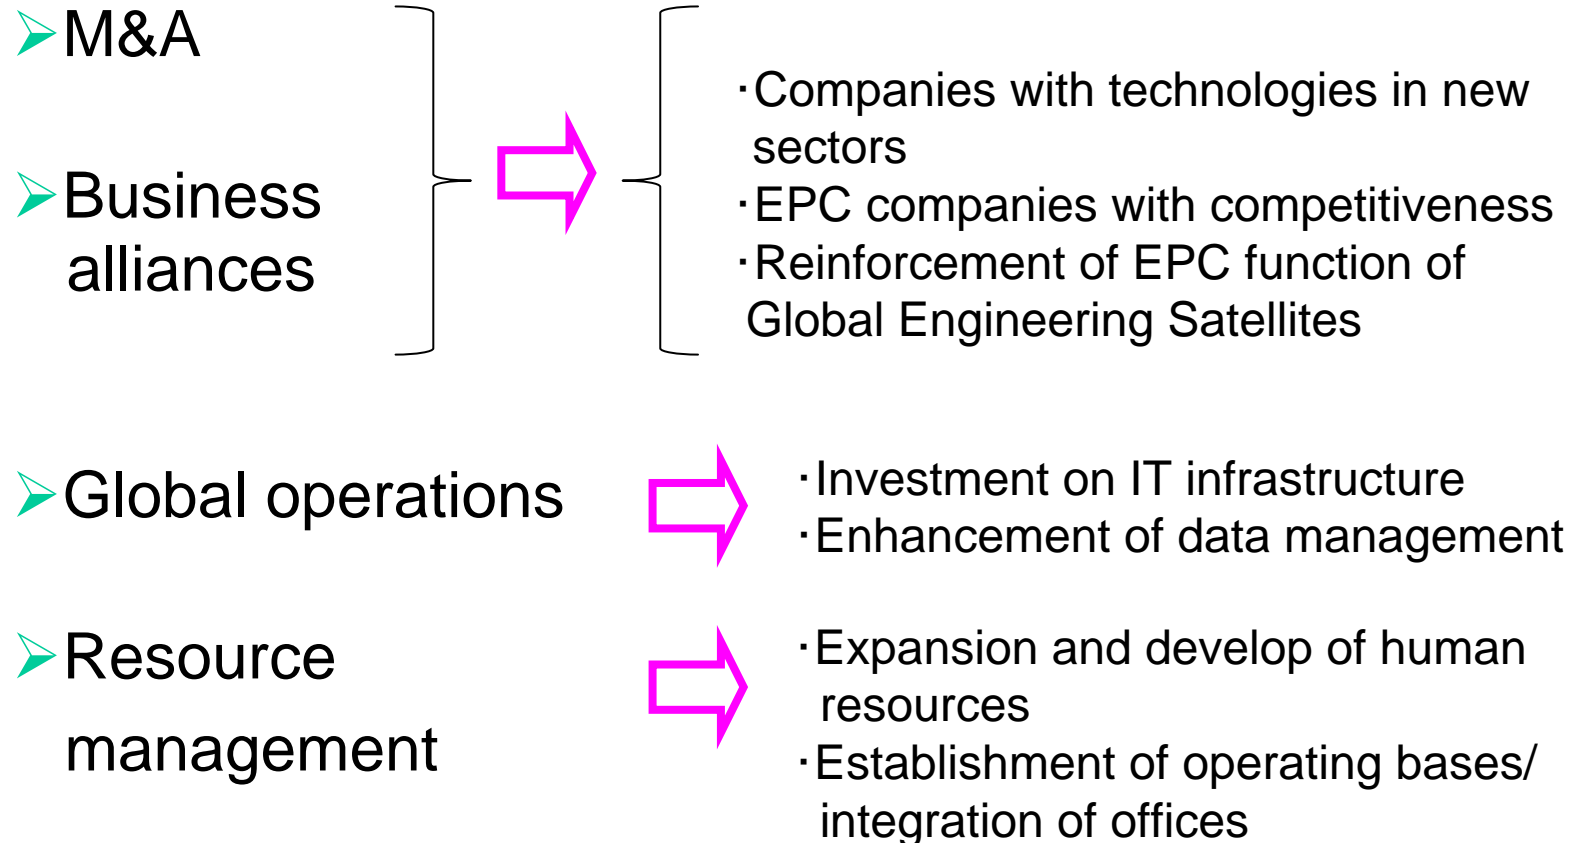 ➢M&A
➢Business
alliances
·Companies with technologies in new
sectors
·EPC companies with competitiveness
·Reinforcement of EPC function of
Global Engineering Satellites
➢Global operations
·Investment on IT infrastructure
·Enhancement of data management
➢Resource
management
·Expansion and develop of human
resources
·Establishment of operating bases/
integration of offices